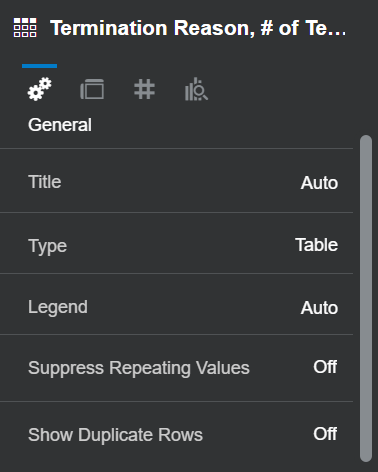 Termination Reason, # of Te...
General
Title Auto
Type Table
Legend Auto
Suppress Repeating Values Off
Show Duplicate Rows Off